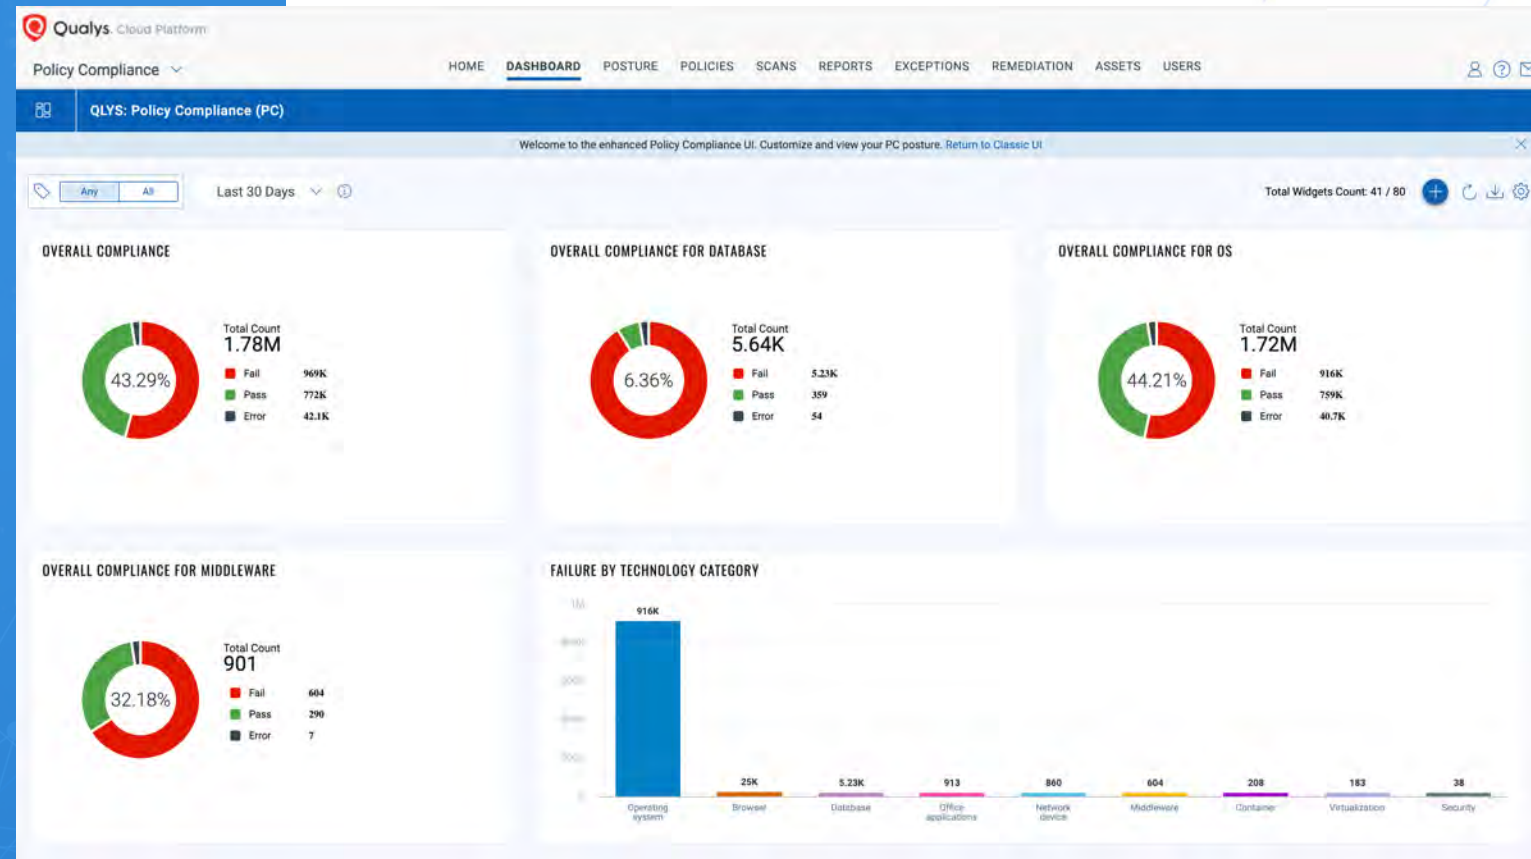 Qualys. Cloud Platform
Policy Compliance
HOME DASHBOARD POSTURE POLICIES SCANS REPORTS EXCEPTIONS REMEDIATION ASSETS USERS
QLYS: Policy Compliance (PC)
Welcome to the enhanced Policy Compliance UI. Customize and view your PC posture. Return to Classic UI
Any All Last 30 Days
Total Widgets Count: 41 / 80
OVERALL COMPLIANCE
43.29%
Total Count
1.78M
Fail 969K
Pass 772K
Error 42.1K
OVERALL COMPLIANCE FOR DATABASE
6.36%
Total Count
5.64K
Fail 5.23K
Pass 359
Error 54
OVERALL COMPLIANCE FOR OS
44.21%
Total Count
1.72M
Fail 916K
Pass 759K
Error 40.7K
OVERALL COMPLIANCE FOR MIDDLEWARE
32.18%
Total Count
901
Fail 604
Pass 290
Error 7
FAILURE BY TECHNOLOGY CATEGORY
1M
916K 25K 5.23K 913 860 604 208 183 38
Operating system
Browser
Database
Office applications
Network device
Middleware
Container
Virtualization
Security